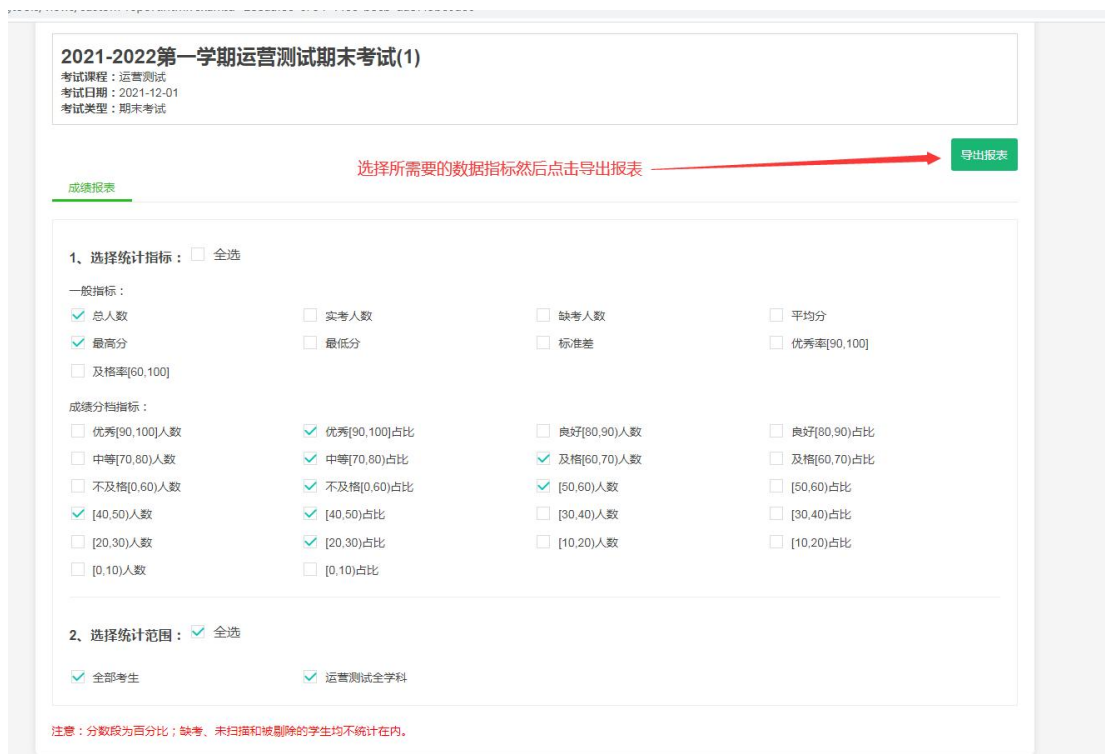 2021-2022第一学期运营测试期末考试(1)
考试课程：运营测试
考试日期：2021-12-01
考试类型：期末考试
导出报表
选择所需要的数据指标然后点击导出报表
成绩报表
1、选择统计指标： 全选
一般指标：
总人数 实考人数 缺考人数 平均分
最高分 最低分 标准差 优秀率[90,100]
及格率[60,100]
成绩分档指标：
优秀[90,100]人数 优秀[90,100]占比 良好[80,90)人数 良好[80,90)占比
中等[70,80)人数 中等[70,80)占比 及格[60,70)人数 及格[60,70)占比
不及格[0,60)人数 不及格[0,60)占比 [50,60)人数 [50,60)占比
[40,50)人数 [40,50)占比 [30,40)人数 [30,40)占比
[20,30)人数 [20,30)占比 [10,20)人数 [10,20)占比
[0,10)人数 [0,10)占比
2、选择统计范围： 全选
全部考生 运营测试全学科
注意：分数段为百分比；缺考、未扫描和被剔除的学生均不统计在内。